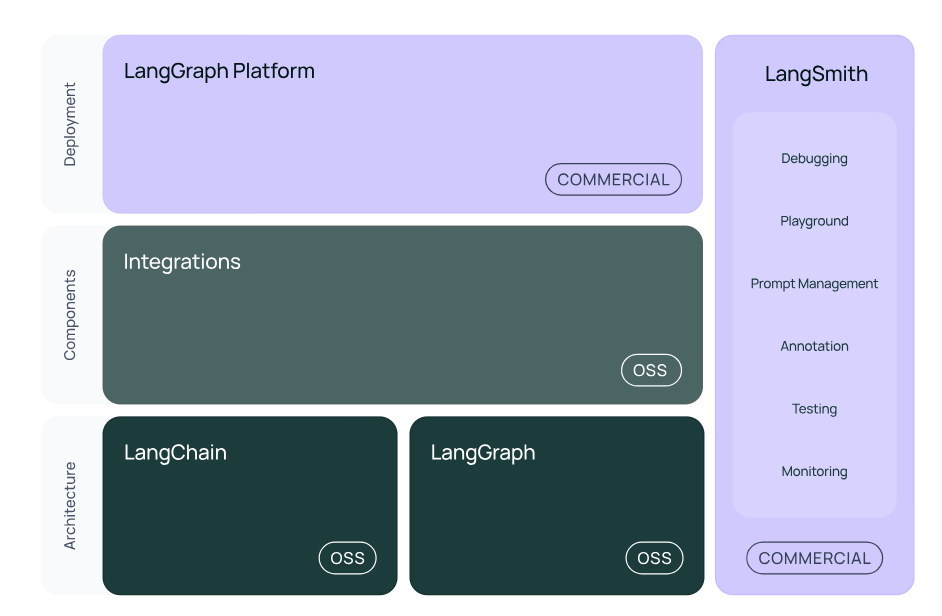 Deployment
LangGraph Platform
COMMERCIAL
Components
Integrations
OSS
Architecture
LangChain
OSS
LangGraph
OSS
LangSmith
Debugging
Playground
Prompt Management
Annotation
Testing
Monitoring
COMMERCIAL